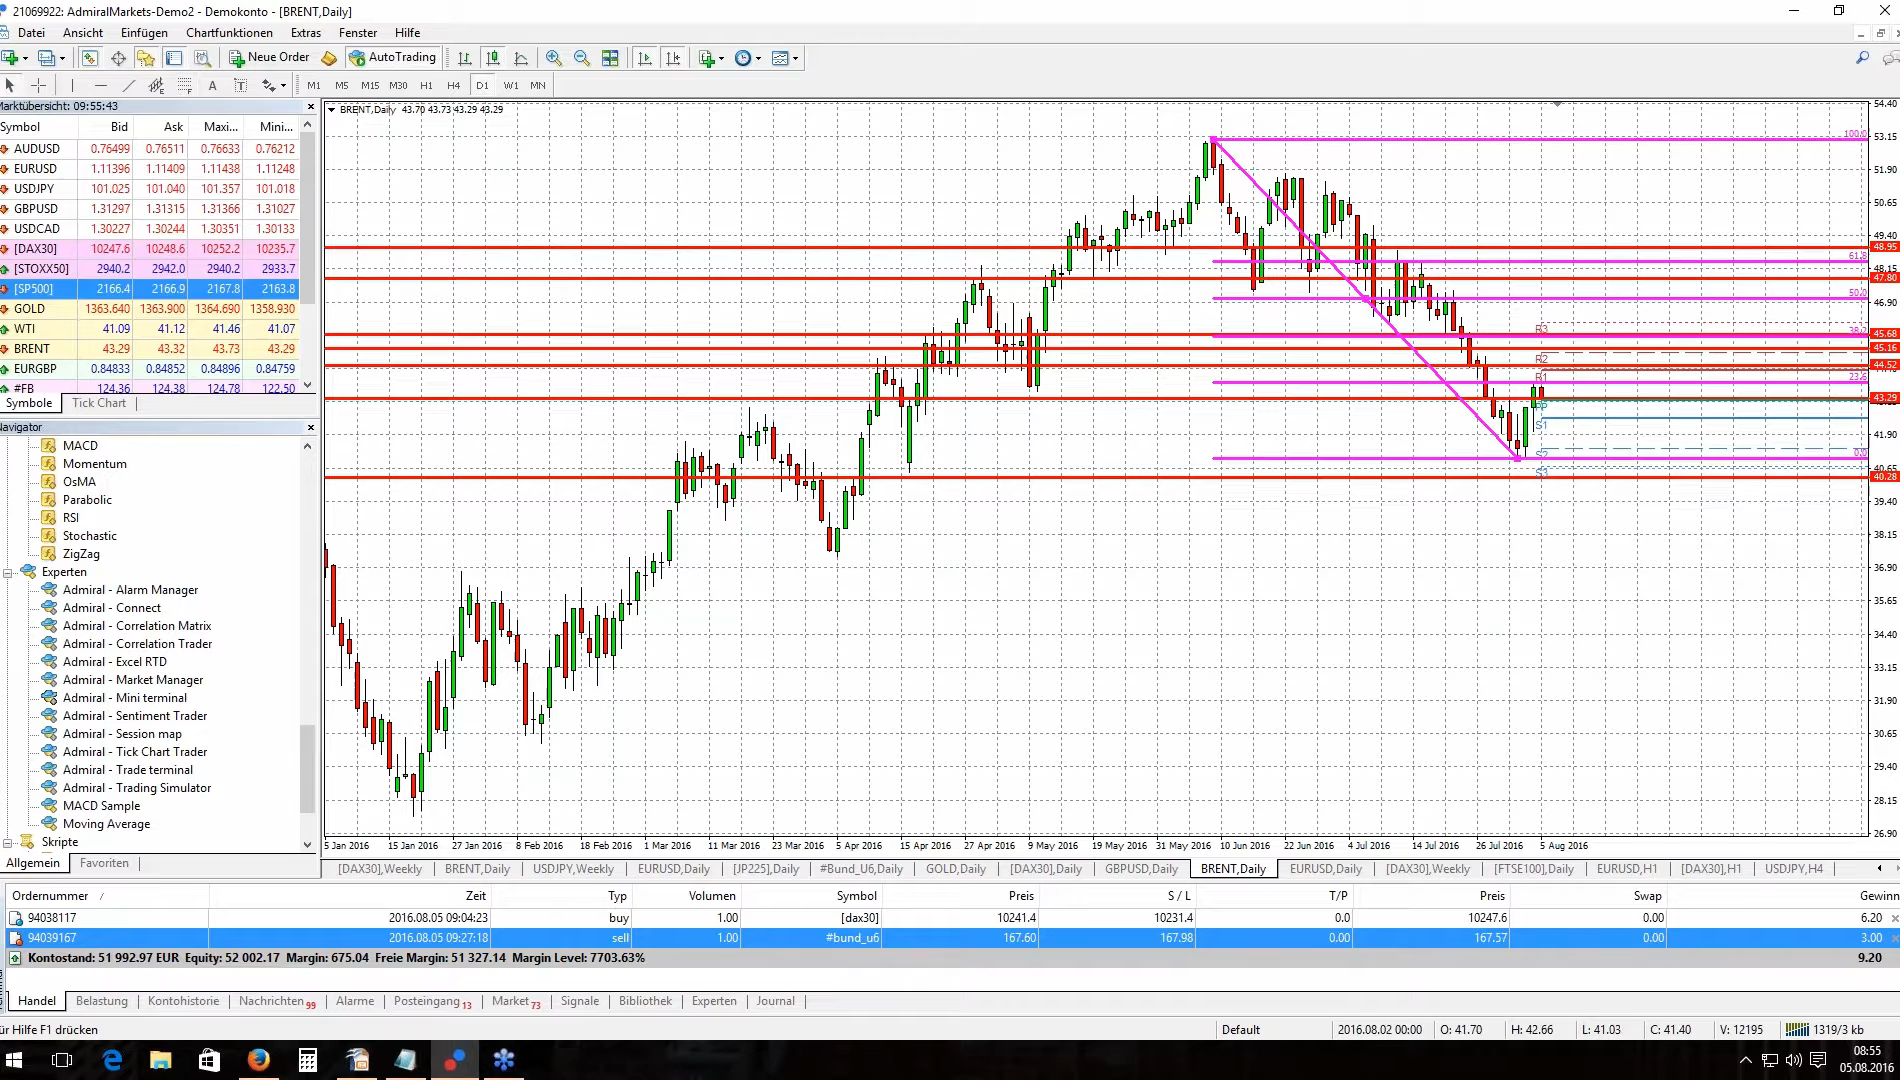 21069922: AdmiralMarkets-Demo2 - Demokonto - [BRENT,Daily]
Datei Ansicht Einfügen Chartfunktionen Extras Fenster Hilfe
Neue Order AutoTrading
A T M1 M5 M15 M30 H1 H4 D1 W1 MN
Marktübersicht: 09:55:43
Symbol Bid Ask Maxi... Mini...
AUDUSD 0.76499 0.76511 0.76633 0.76212
EURUSD 1.11396 1.11409 1.11438 1.11248
USDJPY 101.025 101.040 101.357 101.018
GBPUSD 1.31297 1.31315 1.31366 1.31027
USDCAD 1.30227 1.30244 1.30351 1.30133
[DAX30] 10247.6 10248.6 10252.2 10235.7
[STOXX50] 2940.2 2942.0 2940.2 2933.7
[SP500] 2166.4 2166.9 2167.8 2163.8
GOLD 1363.640 1363.900 1364.690 1358.930
WTI 41.09 41.12 41.46 41.07
BRENT 43.29 43.32 43.73 43.29
EURGBP 0.84833 0.84852 0.84896 0.84759
#FB 124.36 124.38 124.78 122.50
Symbole Tick Chart
Navigator
MACD
Momentum
OsMA
Parabolic
RSI
Stochastic
ZigZag
Experten
Admiral - Alarm Manager
Admiral - Connect
Admiral - Correlation Matrix
Admiral - Correlation Trader
Admiral - Excel RTD
Admiral - Market Manager
Admiral - Mini terminal
Admiral - Sentiment Trader
Admiral - Session map
Admiral - Tick Chart Trader
Admiral - Trade terminal
Admiral - Trading Simulator
MACD Sample
Moving Average
Skripte
Allgemein Favoriten
BRENT,Daily 43.70 43.73 43.29 43.29
54.40
100.0
53.15
51.90
50.65
49.40
48.95
61.8
48.15
47.80
50.0
46.90
R3
38.2
45.68
45.16
R2
44.52
R1
23.6
43.29
PP
S1
41.90
S2
0.0
40.65
S3
40.28
39.40
38.15
36.90
35.65
34.40
33.15
31.90
30.65
29.40
28.15
26.90
5 Jan 2016 15 Jan 2016 27 Jan 2016 8 Feb 2016 18 Feb 2016 1 Mar 2016 11 Mar 2016 23 Mar 2016 5 Apr 2016 15 Apr 2016 27 Apr 2016 9 May 2016 19 May 2016 31 May 2016 10 Jun 2016 22 Jun 2016 4 Jul 2016 14 Jul 2016 26 Jul 2016 5 Aug 2016
[DAX30],Weekly BRENT,Daily USDJPY,Weekly EURUSD,Daily [JP225],Daily #Bund_U6,Daily GOLD,Daily [DAX30],Daily GBPUSD,Daily BRENT,Daily EURUSD,Daily [DAX30],Weekly [FTSE100],Daily EURUSD,H1 [DAX30],H1 USDJPY,H4
Ordernummer / Zeit Typ Volumen Symbol Preis S / L T/P Preis Swap Gewinn
94038117 2016.08.05 09:04:23 buy 1.00 [dax30] 10241.4 10231.4 0.0 10247.6 0.00 6.20
94039167 2016.08.05 09:27:18 sell 1.00 #bund_u6 167.60 167.98 0.00 167.57 0.00 3.00
Kontostand: 51 992.97 EUR Equity: 52 002.17 Margin: 675.04 Freie Margin: 51 327.14 Margin Level: 7703.63% 9.20
Handel Belastung Kontohistorie Nachrichten 99 Alarme Posteingang 13 Market 73 Signale Bibliothek Experten Journal
ür Hilfe F1 drücken Default 2016.08.02 00:00 O: 41.70 H: 42.66 L: 41.03 C: 41.40 V: 12195 1319/3 kb
08:55
05.08.2016